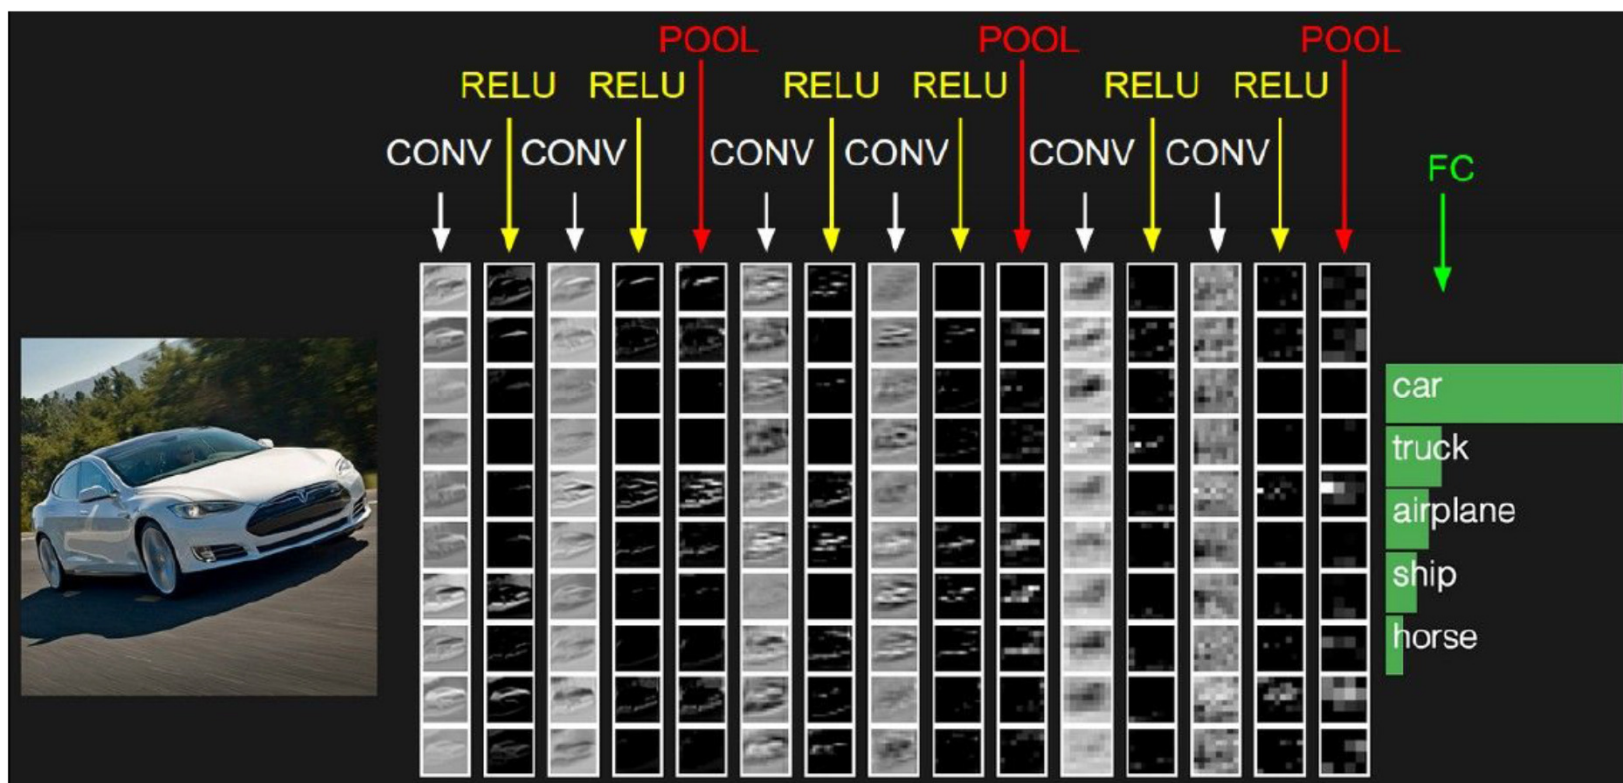 POOL POOL POOL
RELU RELU RELU RELU RELU RELU
CONV CONV CONV CONV CONV CONV
FC
car
truck
airplane
ship
horse